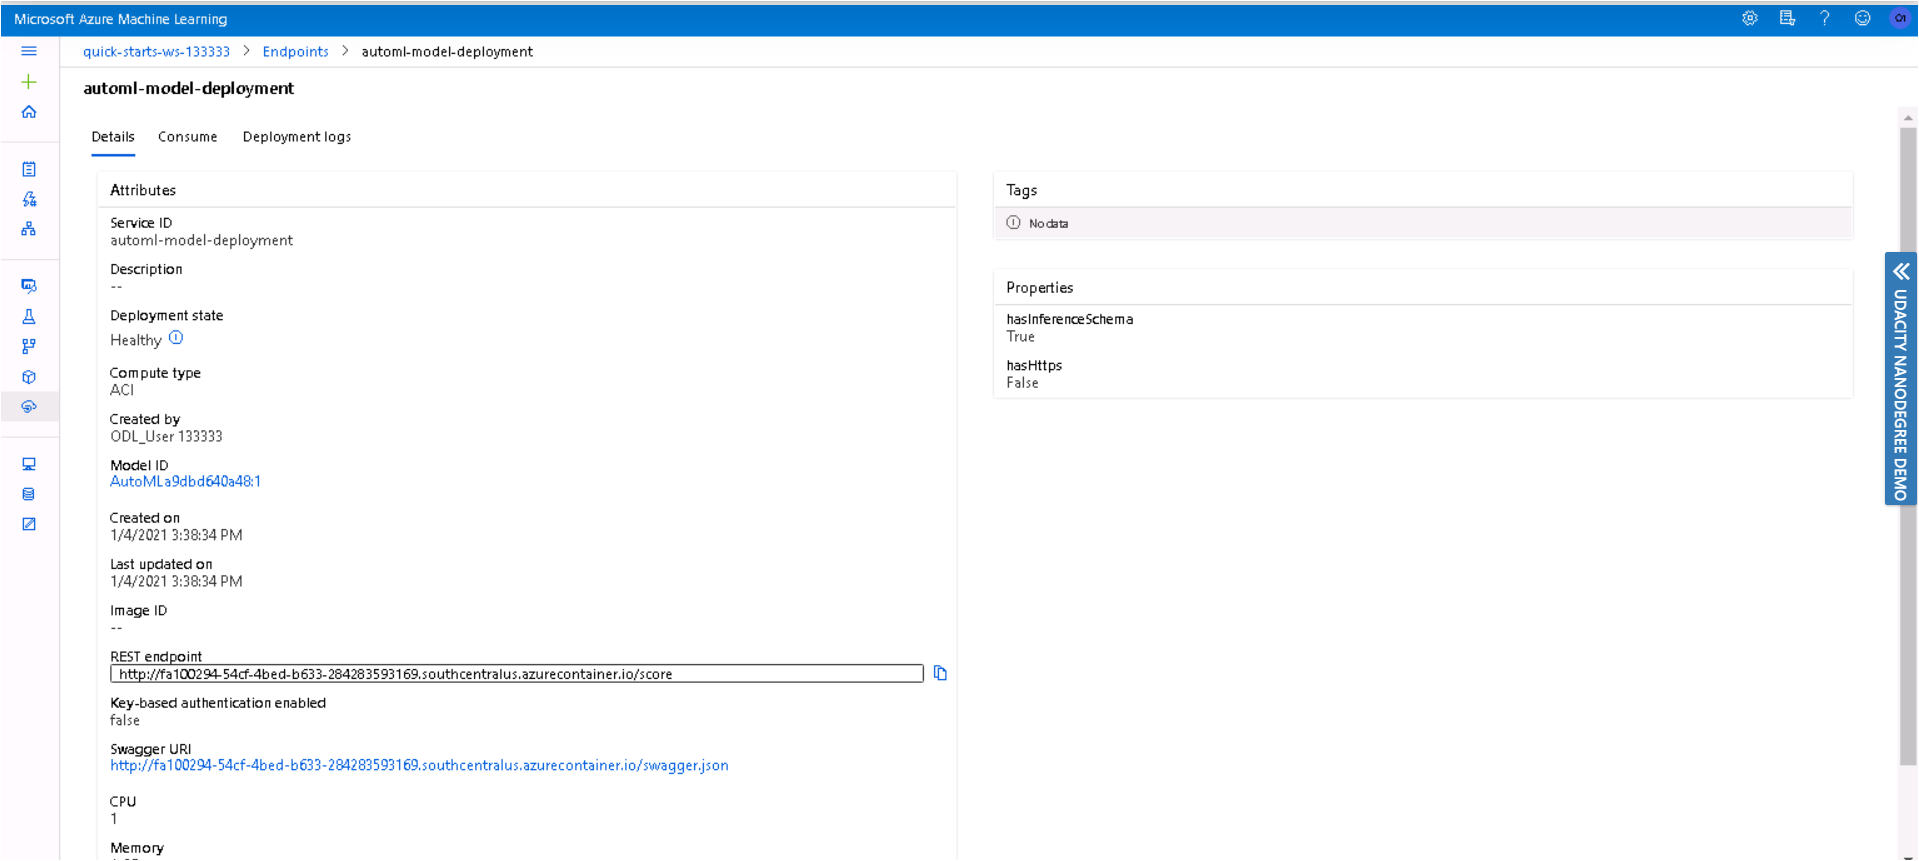 Microsoft Azure Machine Learning
quick-starts-ws-133333 > Endpoints > automl-model-deployment
automl-model-deployment
Details Consume Deployment logs
Attributes
Service ID
automl-model-deployment
Description
--
Deployment state
Healthy
Compute type
ACI
Created by
ODL_User 133333
Model ID
AutoMLa9dbd640a48:1
Created on
1/4/2021 3:38:34 PM
Last updated on
1/4/2021 3:38:34 PM
Image ID
--
REST endpoint
http://fa100294-54cf-4bed-b633-284283593169.southcentralus.azurecontainer.io/score
Key-based authentication enabled
false
Swagger URI
http://fa100294-54cf-4bed-b633-284283593169.southcentralus.azurecontainer.io/swagger.json
CPU
1
Memory
Tags
No data
Properties
hasInferenceSchema
True
hasHttps
False
UDACITY NANODEGREE DEMO